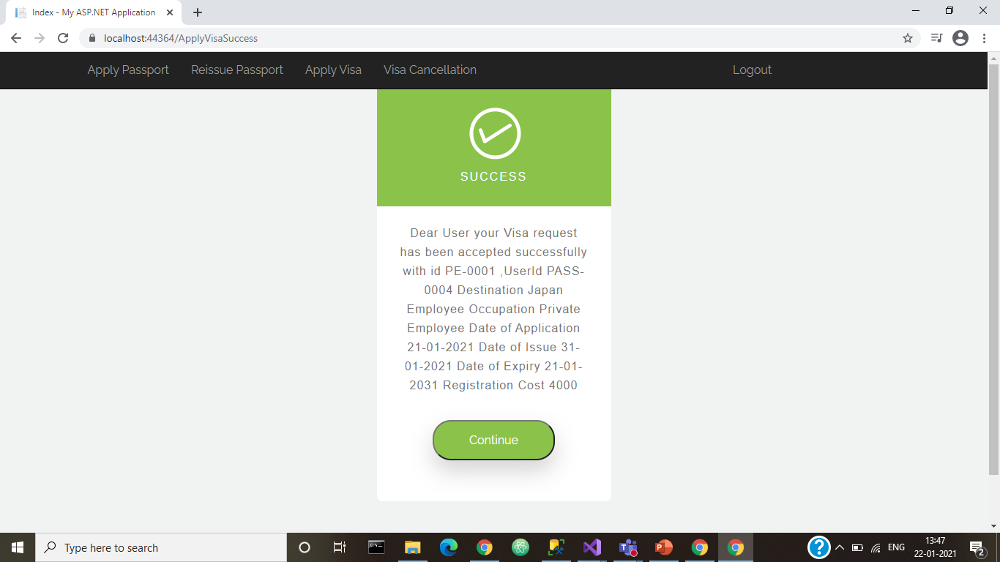 Index - My ASP.NET Application
localhost:44364/ApplyVisaSuccess
Apply Passport Reissue Passport Apply Visa Visa Cancellation Logout
SUCCESS
Dear User your Visa request
has been accepted successfully
with id PE-0001 ,UserId PASS-
0004 Destination Japan
Employee Occupation Private
Employee Date of Application
21-01-2021 Date of Issue 31-
01-2021 Date of Expiry 21-01-
2031 Registration Cost 4000
Continue
Type here to search
ENG
13:47
22-01-2021
2